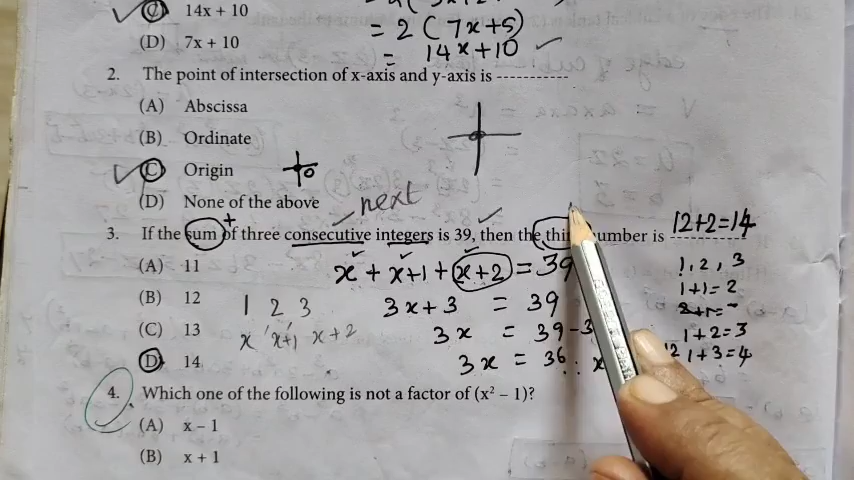 (C) 14x + 10
= 2 ( 7x + 5 )
(D) 7x + 10
= 14x + 10
2. The point of intersection of x-axis and y-axis is -----------
(A) Abscissa
(B) Ordinate
(C) Origin
(D) None of the above
next
3. If the sum of three consecutive integers is 39, then the number is -----------
+
12+2=14
(A) 11
x + x+1 + x+2 = 39
1, 2, 3
1+1= 2
(B) 12
1 2 3
3x+3 = 39
(C) 13
x x+1 x+2
3x = 39-3
1+2=3
(D) 14
3x = 36 ∴ x
12 1+3=4
4. Which one of the following is not a factor of (x² – 1)?
(A) x – 1
(B) x + 1